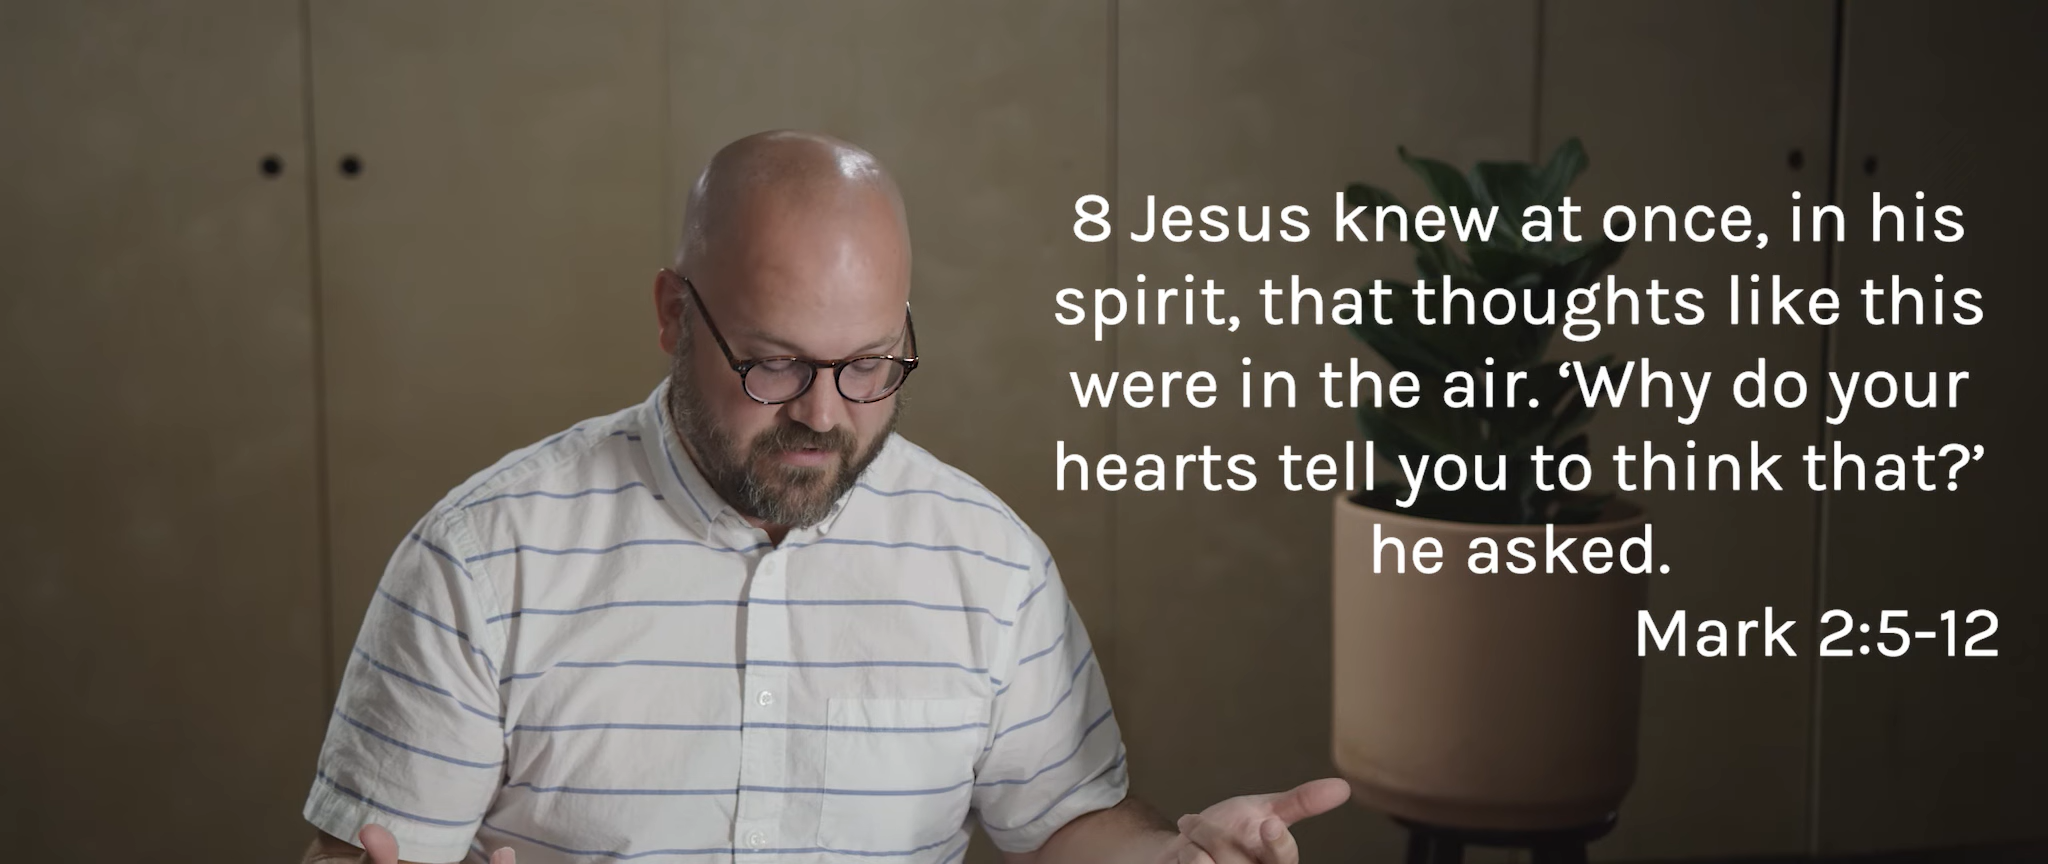 8 Jesus knew at once, in his
spirit, that thoughts like this
were in the air. ‘Why do your
hearts tell you to think that?’
he asked.
Mark 2:5-12